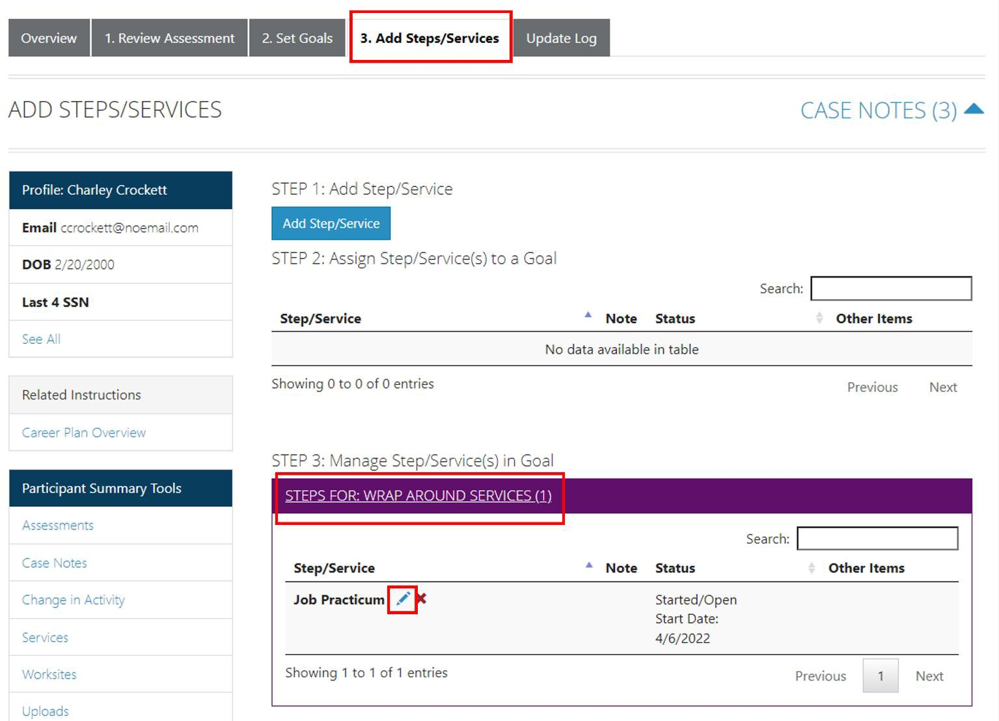 Overview
1. Review Assessment
2. Set Goals
3. Add Steps/Services
Update Log
ADD STEPS/SERVICES
CASE NOTES (3)
Profile: Charley Crockett
Email ccrockett@noemail.com
DOB 2/20/2000
Last 4 SSN
See All
Related Instructions
Career Plan Overview
Participant Summary Tools
Assessments
Case Notes
Change in Activity
Services
Worksites
Uploads
STEP 1: Add Step/Service
Add Step/Service
STEP 2: Assign Step/Service(s) to a Goal
Search:
Step/Service Note Status Other Items
No data available in table
Showing 0 to 0 of 0 entries
Previous Next
STEP 3: Manage Step/Service(s) in Goal
STEPS FOR: WRAP AROUND SERVICES (1)
Search:
Step/Service Note Status Other Items
Job Practicum Started/Open
Start Date:
4/6/2022
Showing 1 to 1 of 1 entries
Previous 1 Next